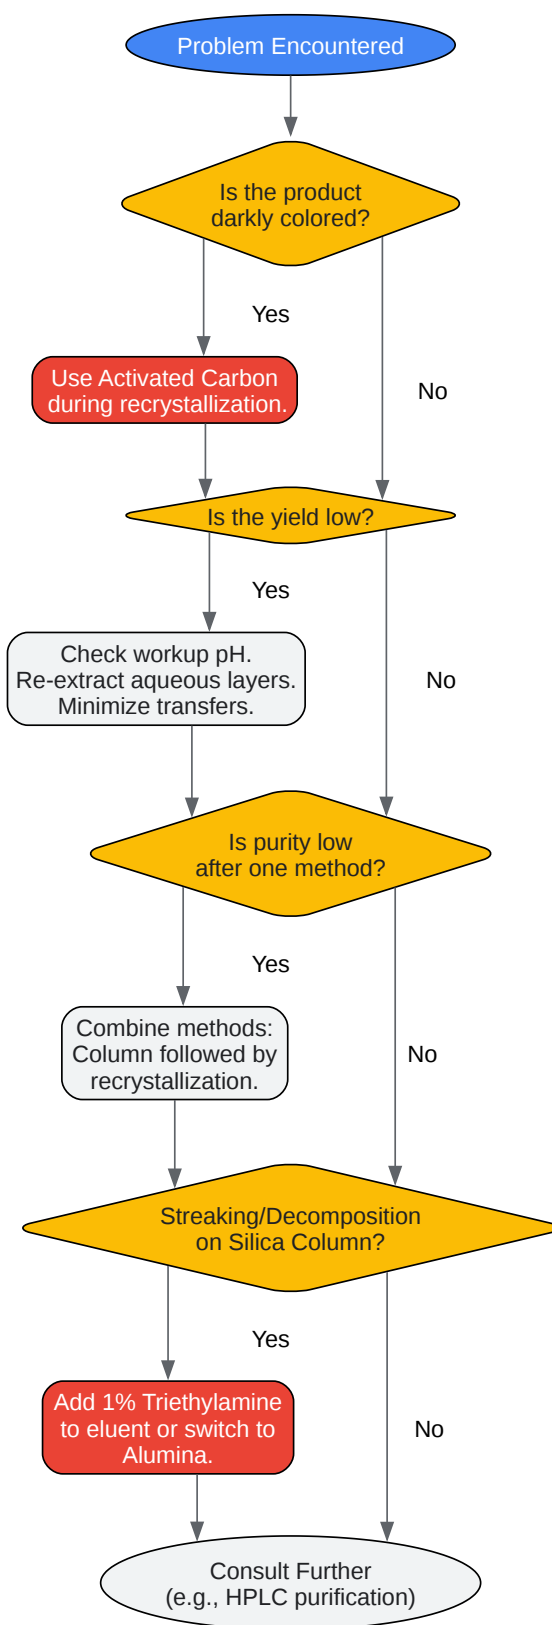 Problem Encountered
Is the product
darkly colored?
Yes
Use Activated Carbon
during recrystallization.
No
Is the yield low?
Yes
Check workup pH.
Re-extract aqueous layers.
Minimize transfers.
No
Is purity low
after one method?
Yes
Combine methods:
Column followed by
recrystallization.
No
Streaking/Decomposition
on Silica Column?
Yes
Add 1% Triethylamine
to eluent or switch to
Alumina.
No
Consult Further
(e.g., HPLC purification)